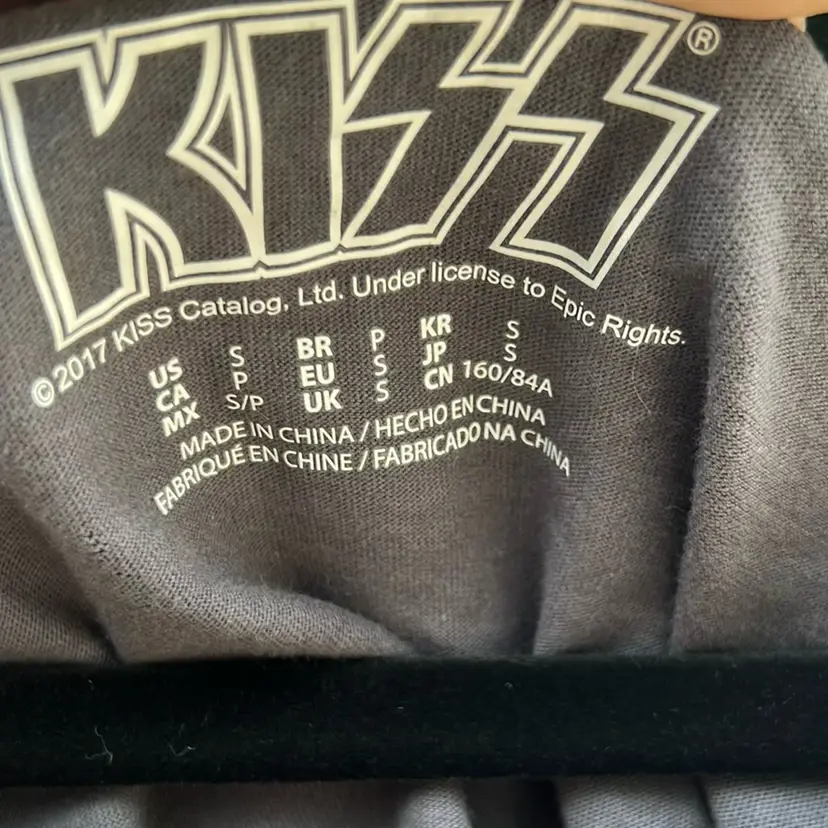 KISS®
©2017 KISS Catalog, Ltd. Under license to Epic Rights.
US S BR P KR S
CA P EU S JP S
MX S/P UK S CN 160/84A
MADE IN CHINA / HECHO EN CHINA
FABRIQUÉ EN CHINE / FABRICADO NA CHINA